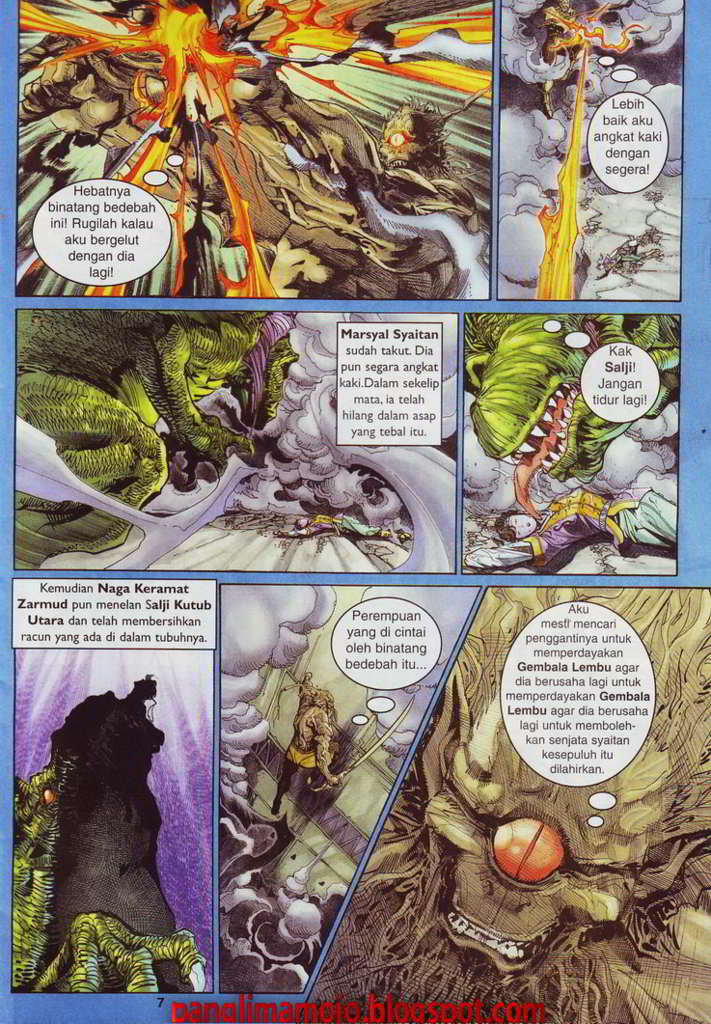 Hebatnya
binatang bedebah
ini! Rugilah kalau
aku bergelut
dengan dia
lagi!
Lebih
baik aku
angkat kaki
dengan
segera!
Marsyal Syaitan
sudah takut. Dia
pun segara angkat
kaki.Dalam sekelip
mata, ia telah
hilang dalam asap
yang tebal itu.
Kak
Salji!
Jangan
tidur lagi!
Kemudian Naga Keramat
Zarmud pun menelan Salji Kutub
Utara dan telah membersihkan
racun yang ada di dalam tubuhnya.
Perempuan
yang di cintai
oleh binatang
bedebah itu...
Aku
mesti mencari
penggantinya untuk
memperdayakan
Gembala Lembu agar
dia berusaha lagi untuk
memperdayakan Gembala
Lembu agar dia berusaha
lagi untuk memboleh-
kan senjata syaitan
kesepuluh itu
dilahirkan.
7
panglimamojo.blogspot.com